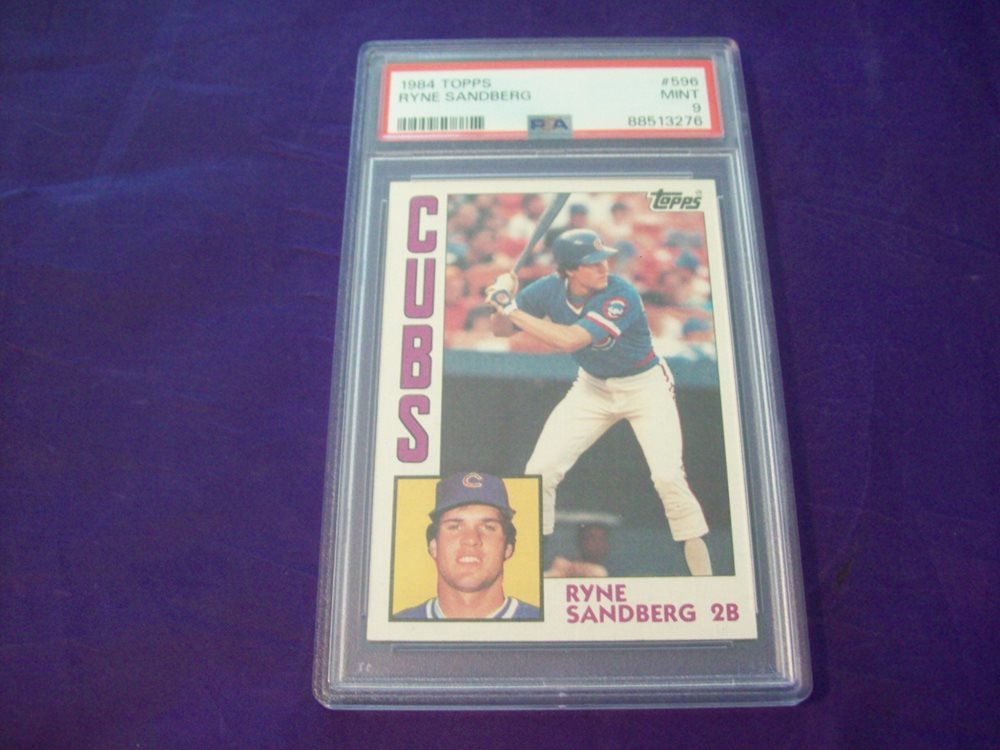 1984 TOPPS #596
RYNE SANDBERG MINT
9
PSA 88513276
Topps
CUBS
C
RYNE
SANDBERG 2B